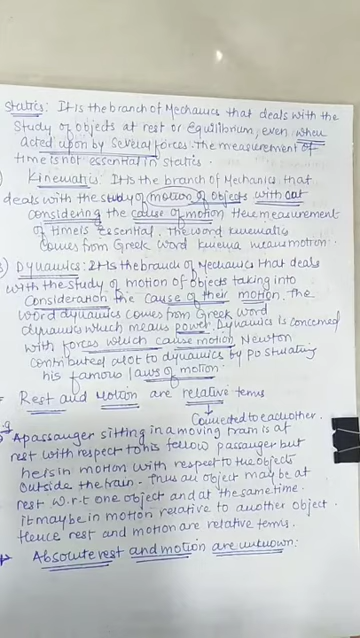 Statics: It is the branch of Mechanics that deals with the
study of objects at rest or Equilibrium, even when
acted upon by several forces. The measurement of
time is not essential in statics.
) Kinematics: It is the branch of Mechanics that
deals with the study of motion of objects with out
considering the cause of motion Here measurement
of time is essential. The word kinematics
comes from Greek word kinema means motion.
3) Dynamics: It is the branch of Mechanics that deals
with the study of motion of objects taking into
Consideration the cause of their motion. The
word dynamics comes from Greek word
dynamis which means power. Dynamics is concerned
with forces which cause motion. Newton
contributed a lot to dynamics by postulating
his famous laws of motion.
Rest and Motion are relative terms
↓
Connected to each other.
A passanger sitting in a moving train is at
rest with respect to his fellow passanger but
he is in motion with respect to the objects
outside the train. Thus an object may be at
rest w.r.t one object and at the same time.
it may be in motion relative to another object.
Hence rest and motion are relative terms.
Absolute rest and motion are unknown: